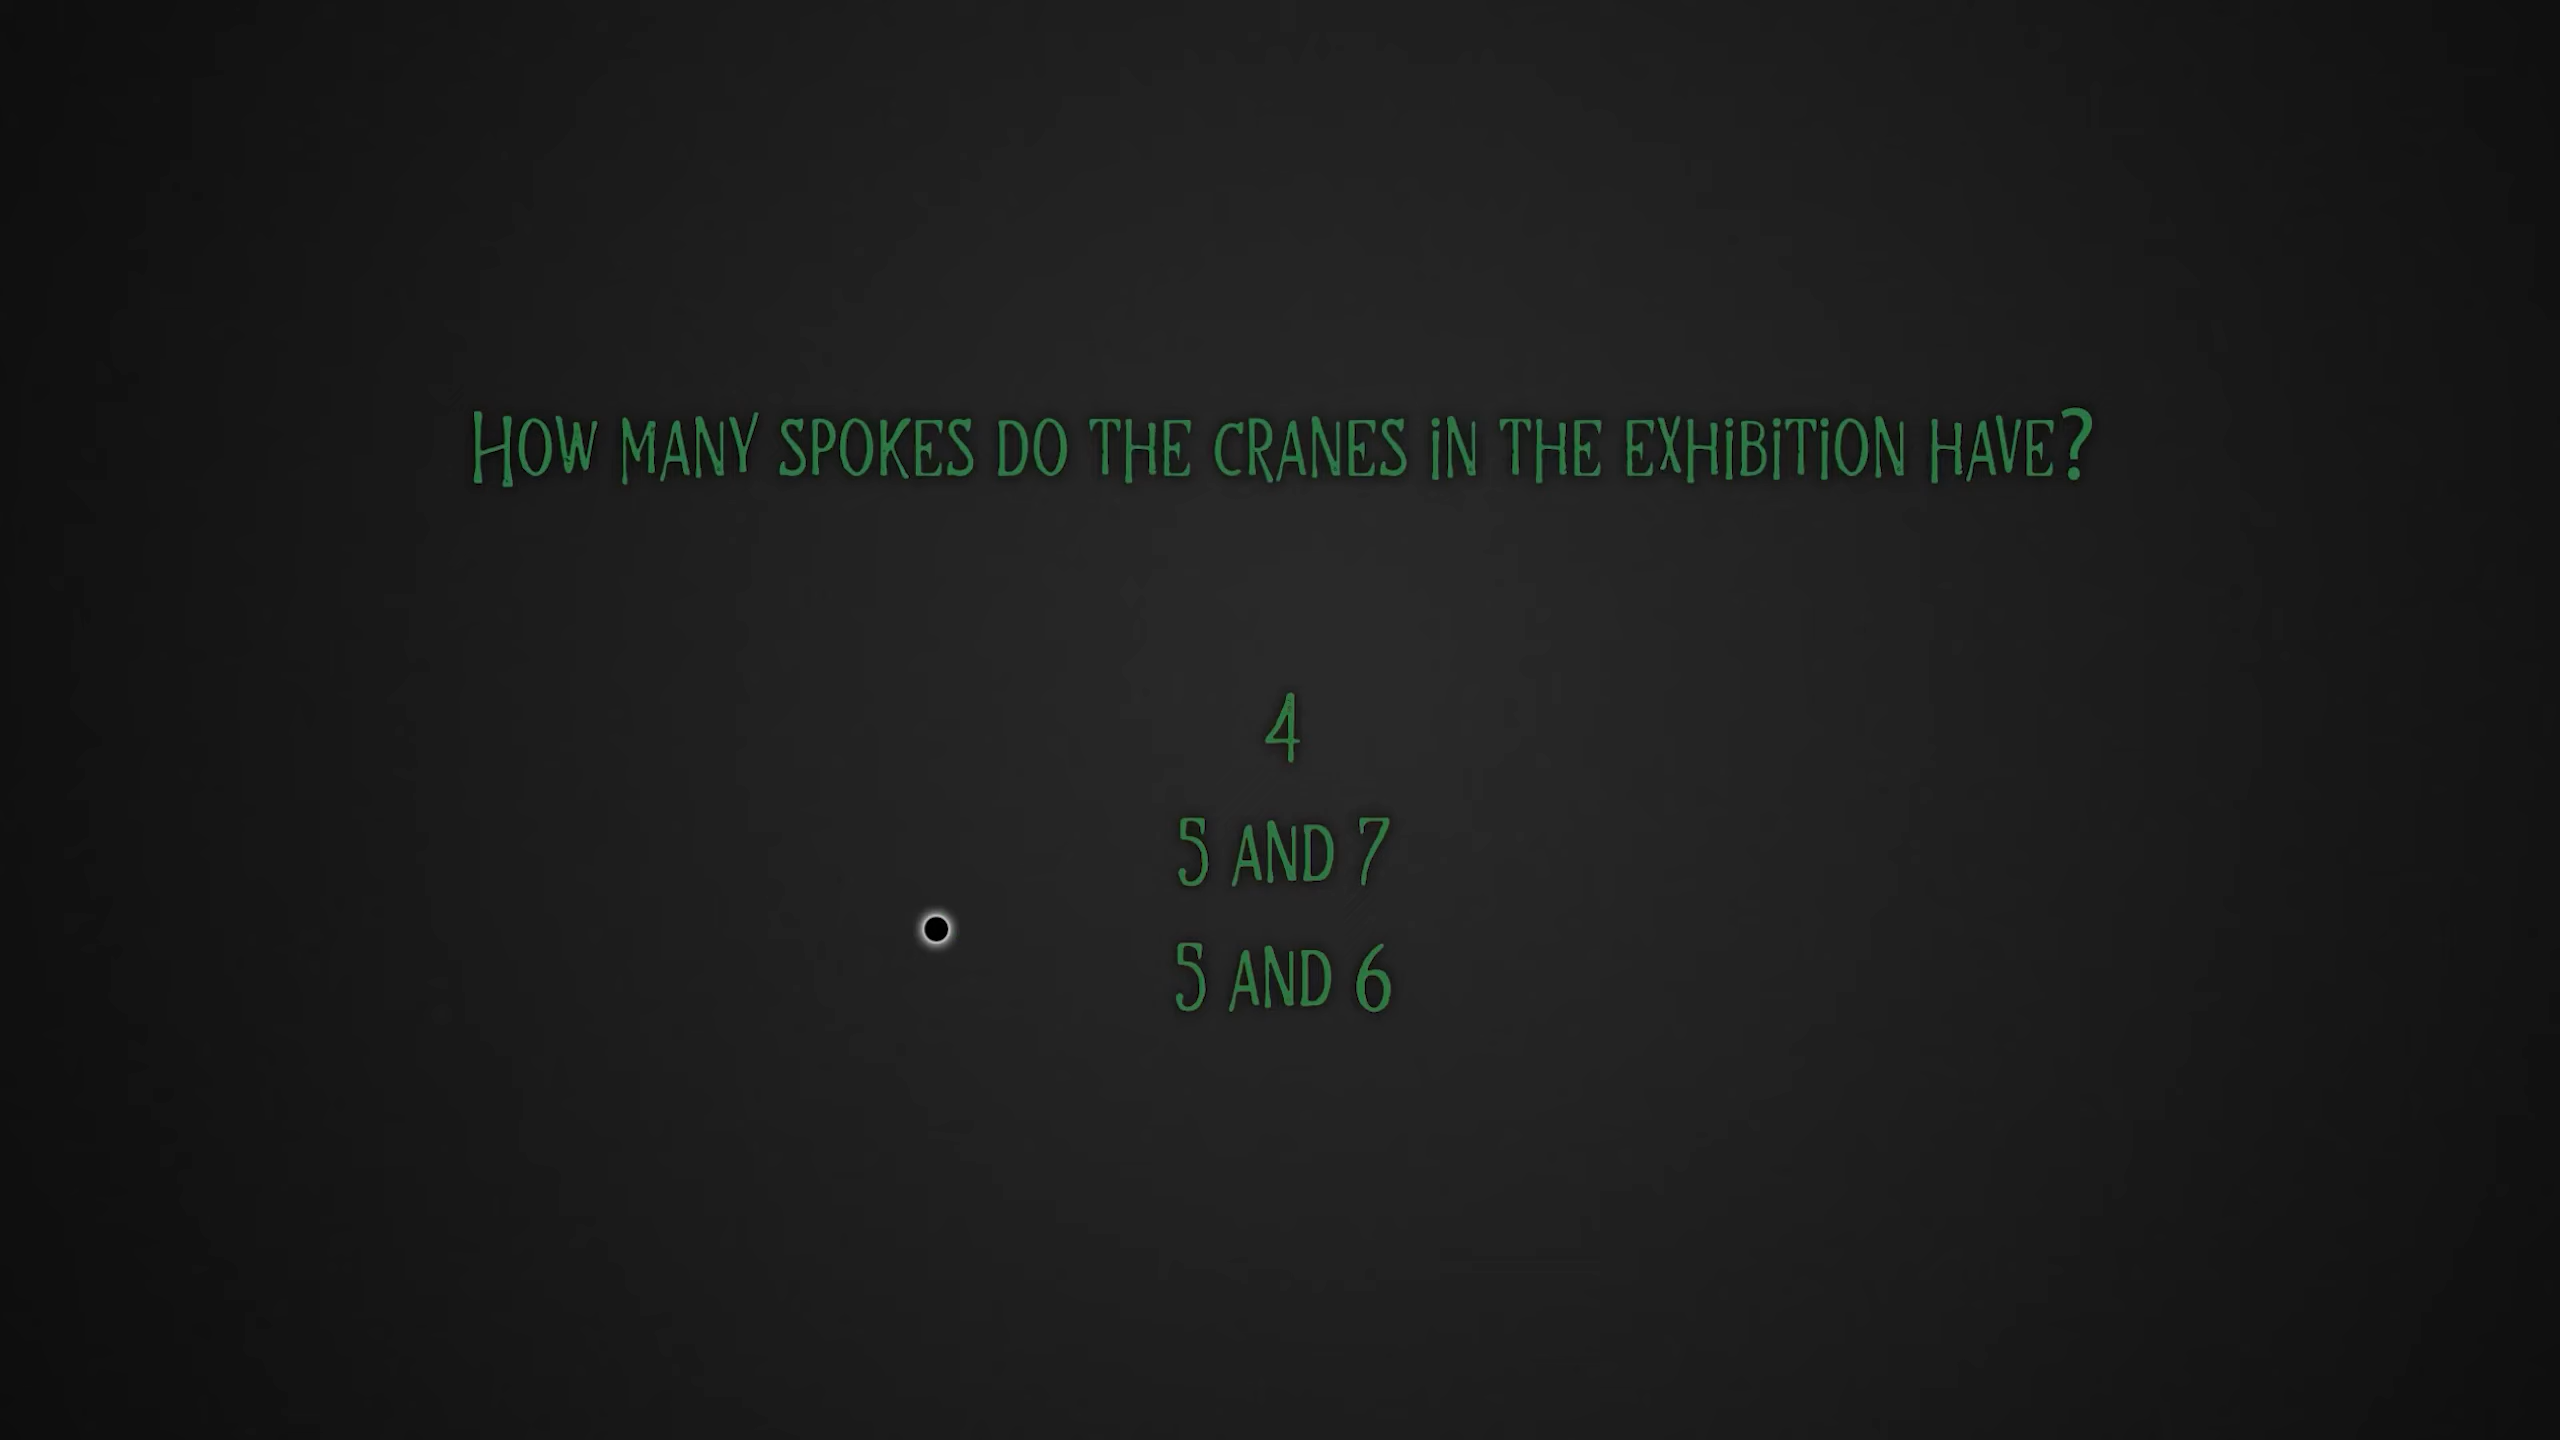 How many spokes do the cranes in the exhibition have?
4
5 and 7
5 and 6